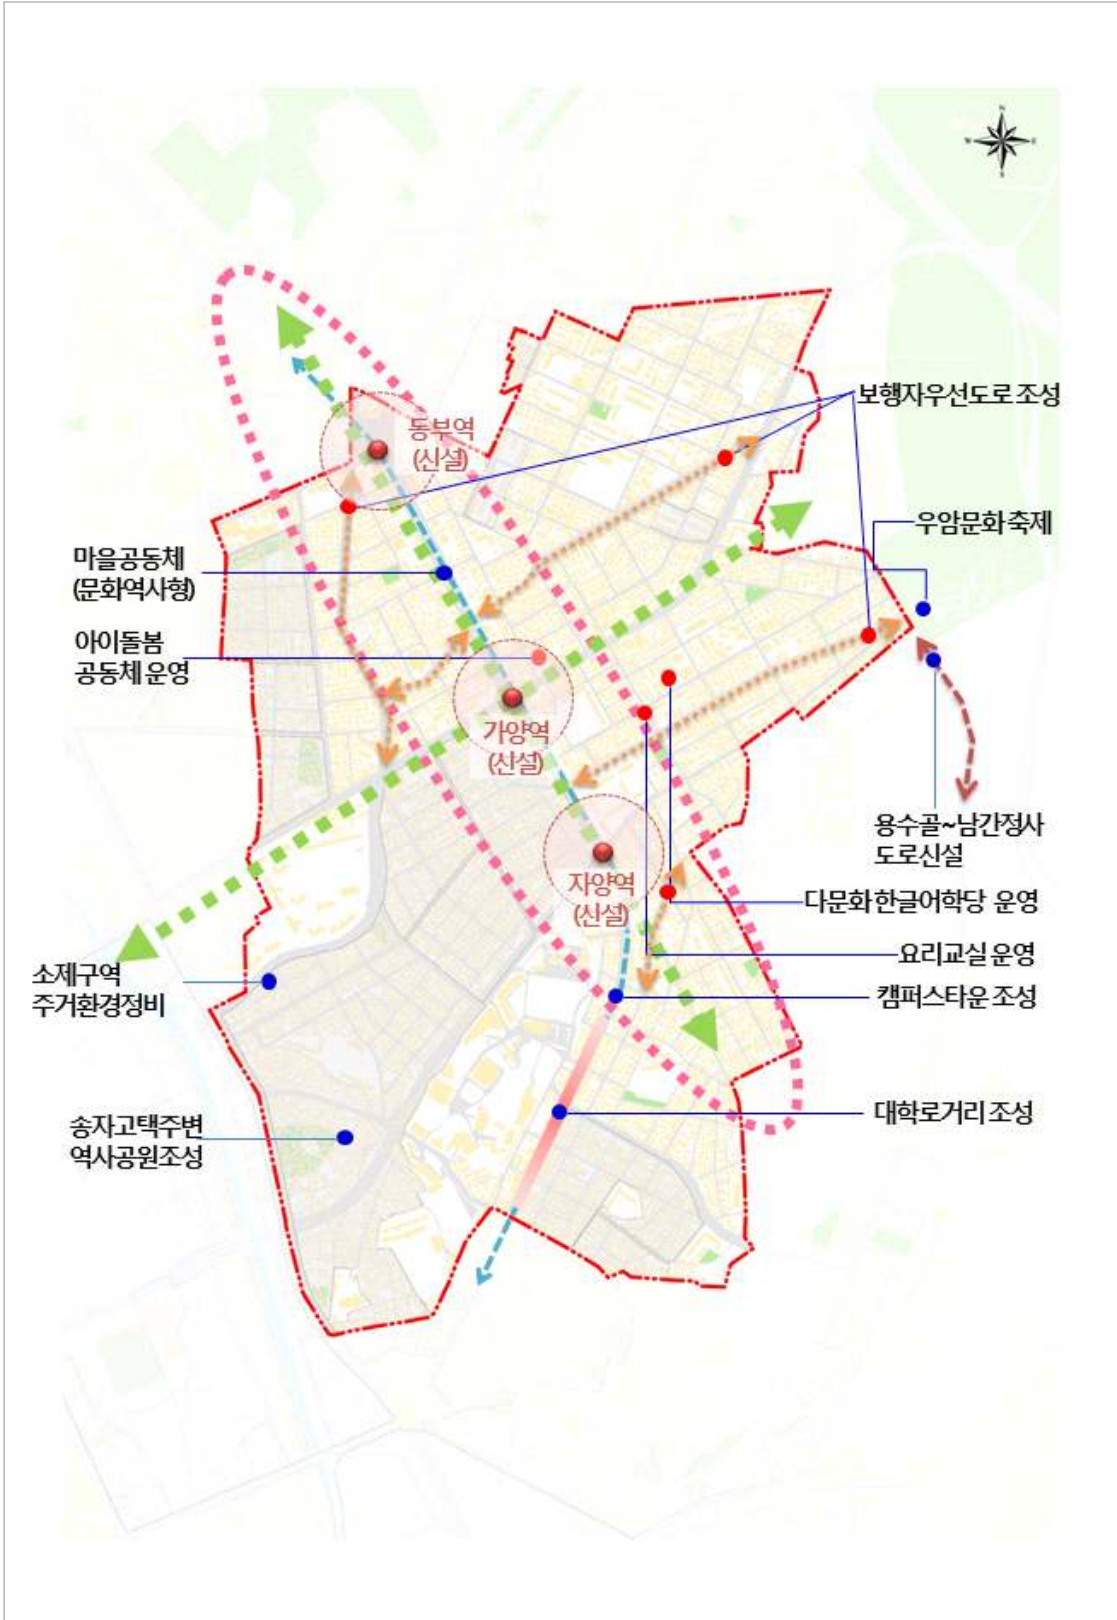 N
W
E
S
보행자우선도로 조성
동부역
(신설)
우암문화 축제
마을공동체
(문화역사형)
아이돌봄
공동체 운영
가양역
(신설)
용수골~남간정사
도로신설
자양역
(신설)
다문화 한글어학당 운영
요리교실 운영
소제구역
주거환경정비
캠퍼스타운 조성
대학로거리 조성
송자고택주변
역사공원조성